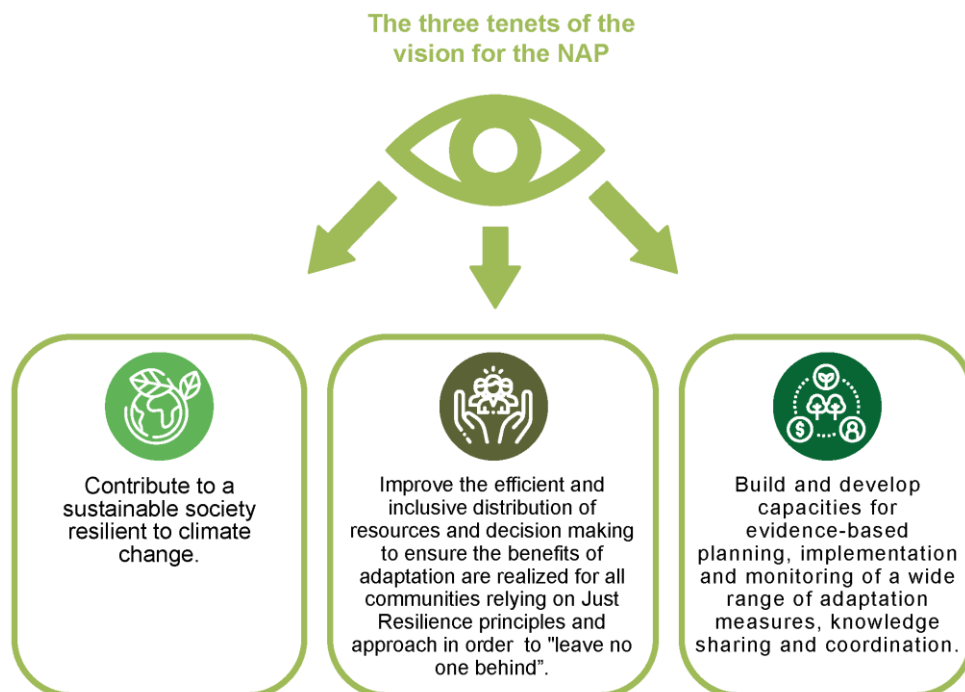 The three tenets of the
vision for the NAP
Contribute to a
sustainable society
resilient to climate
change.
Improve the efficient and
inclusive distribution of
resources and decision making
to ensure the benefits of
adaptation are realized for all
communities relying on Just
Resilience principles and
approach in order  to "leave no
one behind”.
Build and develop
capacities for
evidence-based
planning, implementation
and monitoring of a wide
range of adaptation
measures, knowledge
sharing and coordination.
$